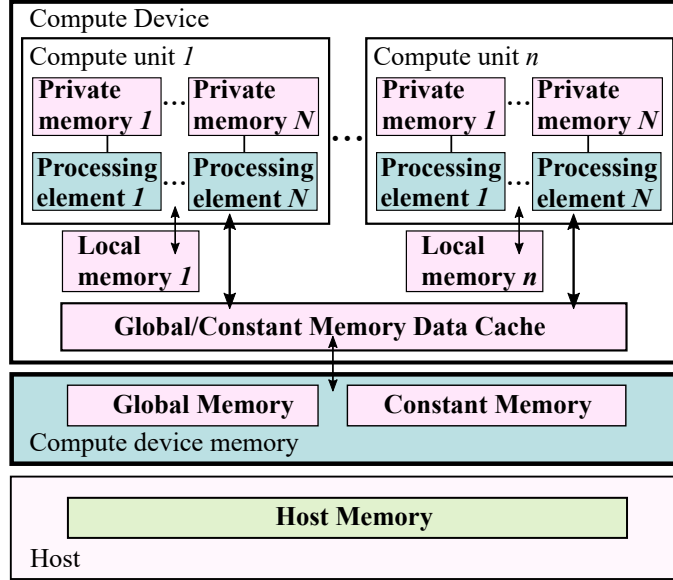 Compute Device
Compute unit 1
Compute unit n
Private memory 1
...
Private memory N
...
Private memory 1
...
Private memory N
Processing element 1
...
Processing element N
Processing element 1
...
Processing element N
Local memory 1
Local memory n
Global/Constant Memory Data Cache
Global Memory
Constant Memory
Compute device memory
Host Memory
Host